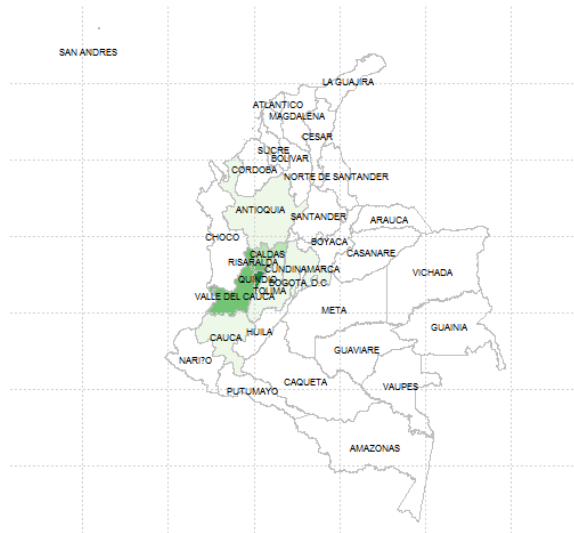 SAN ANDRES
LA GUAJIRA
ATLANTICO
MAGDALENA
CESAR
SUCRE
BOLIVAR
CORDOBA
NORTE DE SANTANDER
ANTIOQUIA
SANTANDER
ARAUCA
CHOCO
BOYACA
CALDAS
CASANARE
RISARALDA
CUNDINAMARCA
VICHADA
QUINDIO
BOGOTA, D.C.
TOLIMA
VALLE DEL CAUCA
META
GUAINIA
HUILA
CAUCA
GUAVIARE
NARI?O
CAQUETA
VAUPES
PUTUMAYO
AMAZONAS